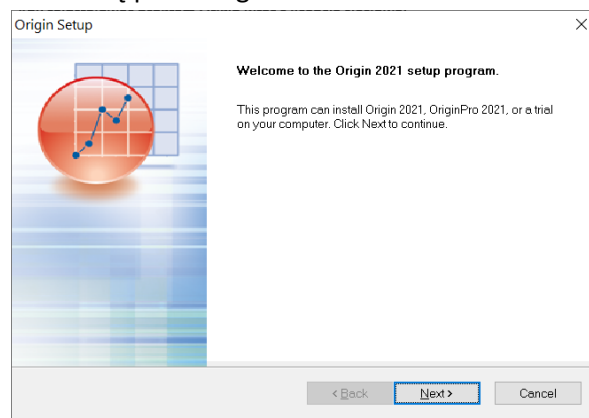 Origin Setup
Welcome to the Origin 2021 setup program.
This program can install Origin 2021, OriginPro 2021, or a trial
on your computer. Click Next to continue.
< Back Next > Cancel